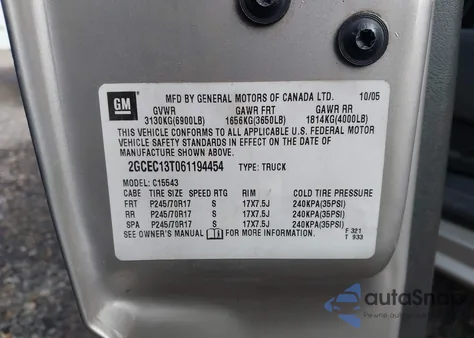 GM
MFD BY GENERAL MOTORS OF CANADA LTD. 10/05
GVWR GAWR FRT GAWR RR
3130KG(6900LB) 1656KG(3650LB) 1814KG(4000LB)
THIS VEHICLE CONFORMS TO ALL APPLICABLE U.S. FEDERAL MOTOR
VEHICLE SAFETY STANDARDS IN EFFECT ON THE DATE OF
MANUFACTURE SHOWN ABOVE.
2GCEC13T061194454 TYPE: TRUCK
MODEL: C15543
CABE TIRE SIZE SPEED RTG RIM COLD TIRE PRESSURE
FRT P245/70R17 S 17X7.5J 240KPA(35PSI)
RR P245/70R17 S 17X7.5J 240KPA(35PSI)
SPA P245/70R17 S 17X7.5J 240KPA(35PSI)
SEE OWNER'S MANUAL FOR MORE INFORMATION.
F 321
T 933
autoSnap